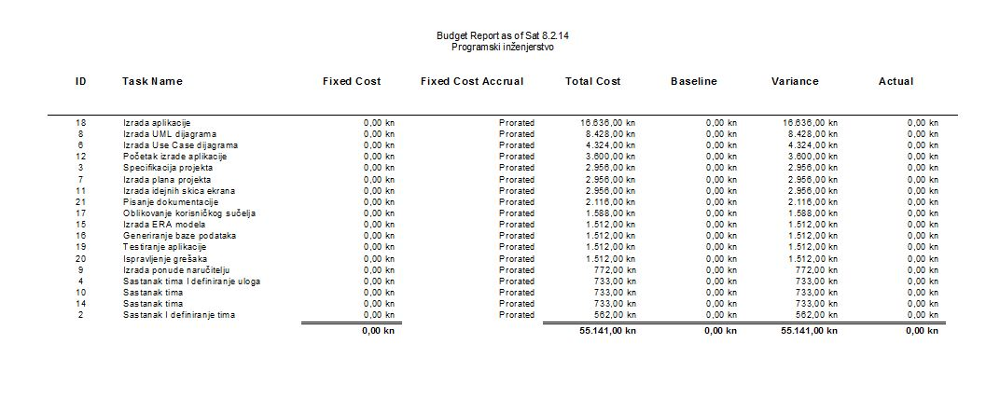 Budget Report as of Sat 8.2.14
Programski inženjerstvo
ID Task Name Fixed Cost Fixed Cost Accrual Total Cost Baseline Variance Actual
18 Izrada aplikacije 0,00 kn Prorated 16.636,00 kn 0,00 kn 16.636,00 kn 0,00 kn
8 Izrada UML dijagrama 0,00 kn Prorated 8.428,00 kn 0,00 kn 8.428,00 kn 0,00 kn
6 Izrada Use Case dijagrama 0,00 kn Prorated 4.324,00 kn 0,00 kn 4.324,00 kn 0,00 kn
12 Početak izrade aplikacije 0,00 kn Prorated 3.600,00 kn 0,00 kn 3.600,00 kn 0,00 kn
3 Specifikacija projekta 0,00 kn Prorated 2.956,00 kn 0,00 kn 2.956,00 kn 0,00 kn
7 Izrada plana projekta 0,00 kn Prorated 2.956,00 kn 0,00 kn 2.956,00 kn 0,00 kn
11 Izrada idejnih skica ekrana 0,00 kn Prorated 2.956,00 kn 0,00 kn 2.956,00 kn 0,00 kn
21 Pisanje dokumentacije 0,00 kn Prorated 2.116,00 kn 0,00 kn 2.116,00 kn 0,00 kn
17 Oblikovanje korisničkog sučelja 0,00 kn Prorated 1.588,00 kn 0,00 kn 1.588,00 kn 0,00 kn
15 Izrada ERA modela 0,00 kn Prorated 1.512,00 kn 0,00 kn 1.512,00 kn 0,00 kn
16 Generiranje baze podataka 0,00 kn Prorated 1.512,00 kn 0,00 kn 1.512,00 kn 0,00 kn
19 Testiranje aplikacije 0,00 kn Prorated 1.512,00 kn 0,00 kn 1.512,00 kn 0,00 kn
20 Ispravljenje grešaka 0,00 kn Prorated 1.512,00 kn 0,00 kn 1.512,00 kn 0,00 kn
9 Izrada ponude naručitelju 0,00 kn Prorated 772,00 kn 0,00 kn 772,00 kn 0,00 kn
4 Sastanak tima I definiranje uloga 0,00 kn Prorated 733,00 kn 0,00 kn 733,00 kn 0,00 kn
10 Sastanak tima 0,00 kn Prorated 733,00 kn 0,00 kn 733,00 kn 0,00 kn
14 Sastanak tima 0,00 kn Prorated 733,00 kn 0,00 kn 733,00 kn 0,00 kn
2 Sastanak I definiranje tima 0,00 kn Prorated 562,00 kn 0,00 kn 562,00 kn 0,00 kn
0,00 kn 55.141,00 kn 0,00 kn 55.141,00 kn 0,00 kn